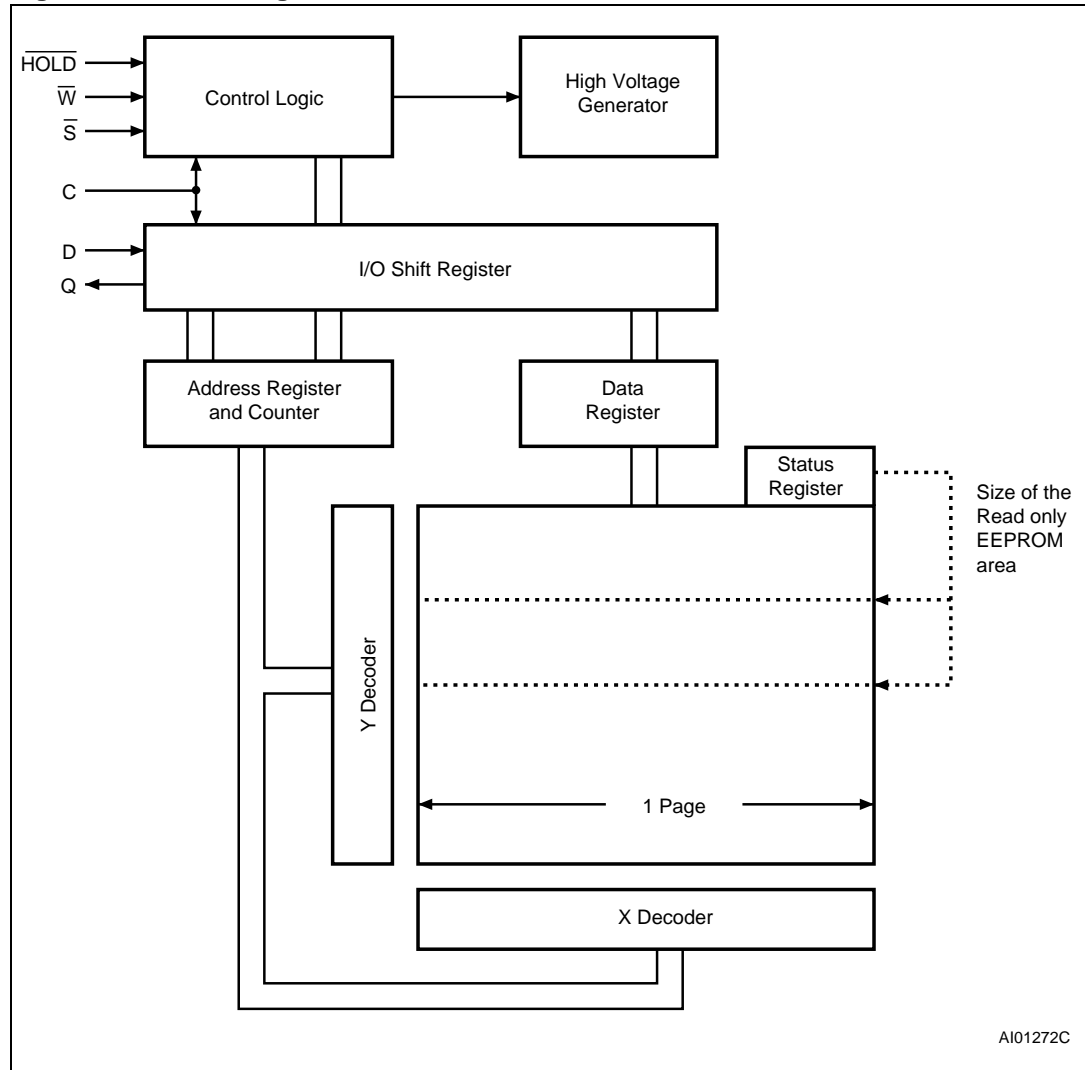 H̅O̅L̅D̅
W̅
S̅
C
D
Q
Control Logic
High Voltage
Generator
I/O Shift Register
Address Register
and Counter
Data
Register
Status
Register
Size of the
Read only
EEPROM
area
Y Decoder
1 Page
X Decoder
AI01272C